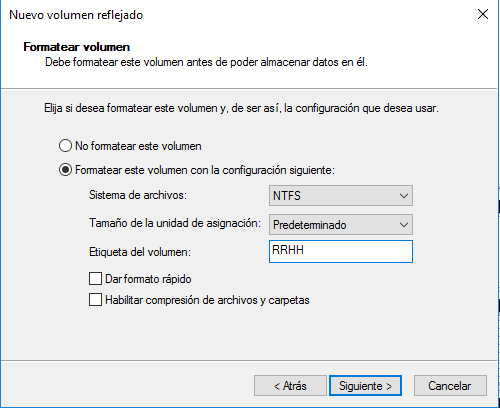 Nuevo volumen reflejado
Formatear volumen
Debe formatear este volumen antes de poder almacenar datos en él.
Elija si desea formatear este volumen y, de ser así, la configuración que desea usar.
No formatear este volumen
Formatear este volumen con la configuración siguiente:
Sistema de archivos: NTFS
Tamaño de la unidad de asignación: Predeterminado
Etiqueta del volumen: RRHH
Dar formato rápido
Habilitar compresión de archivos y carpetas
< Atrás Siguiente > Cancelar